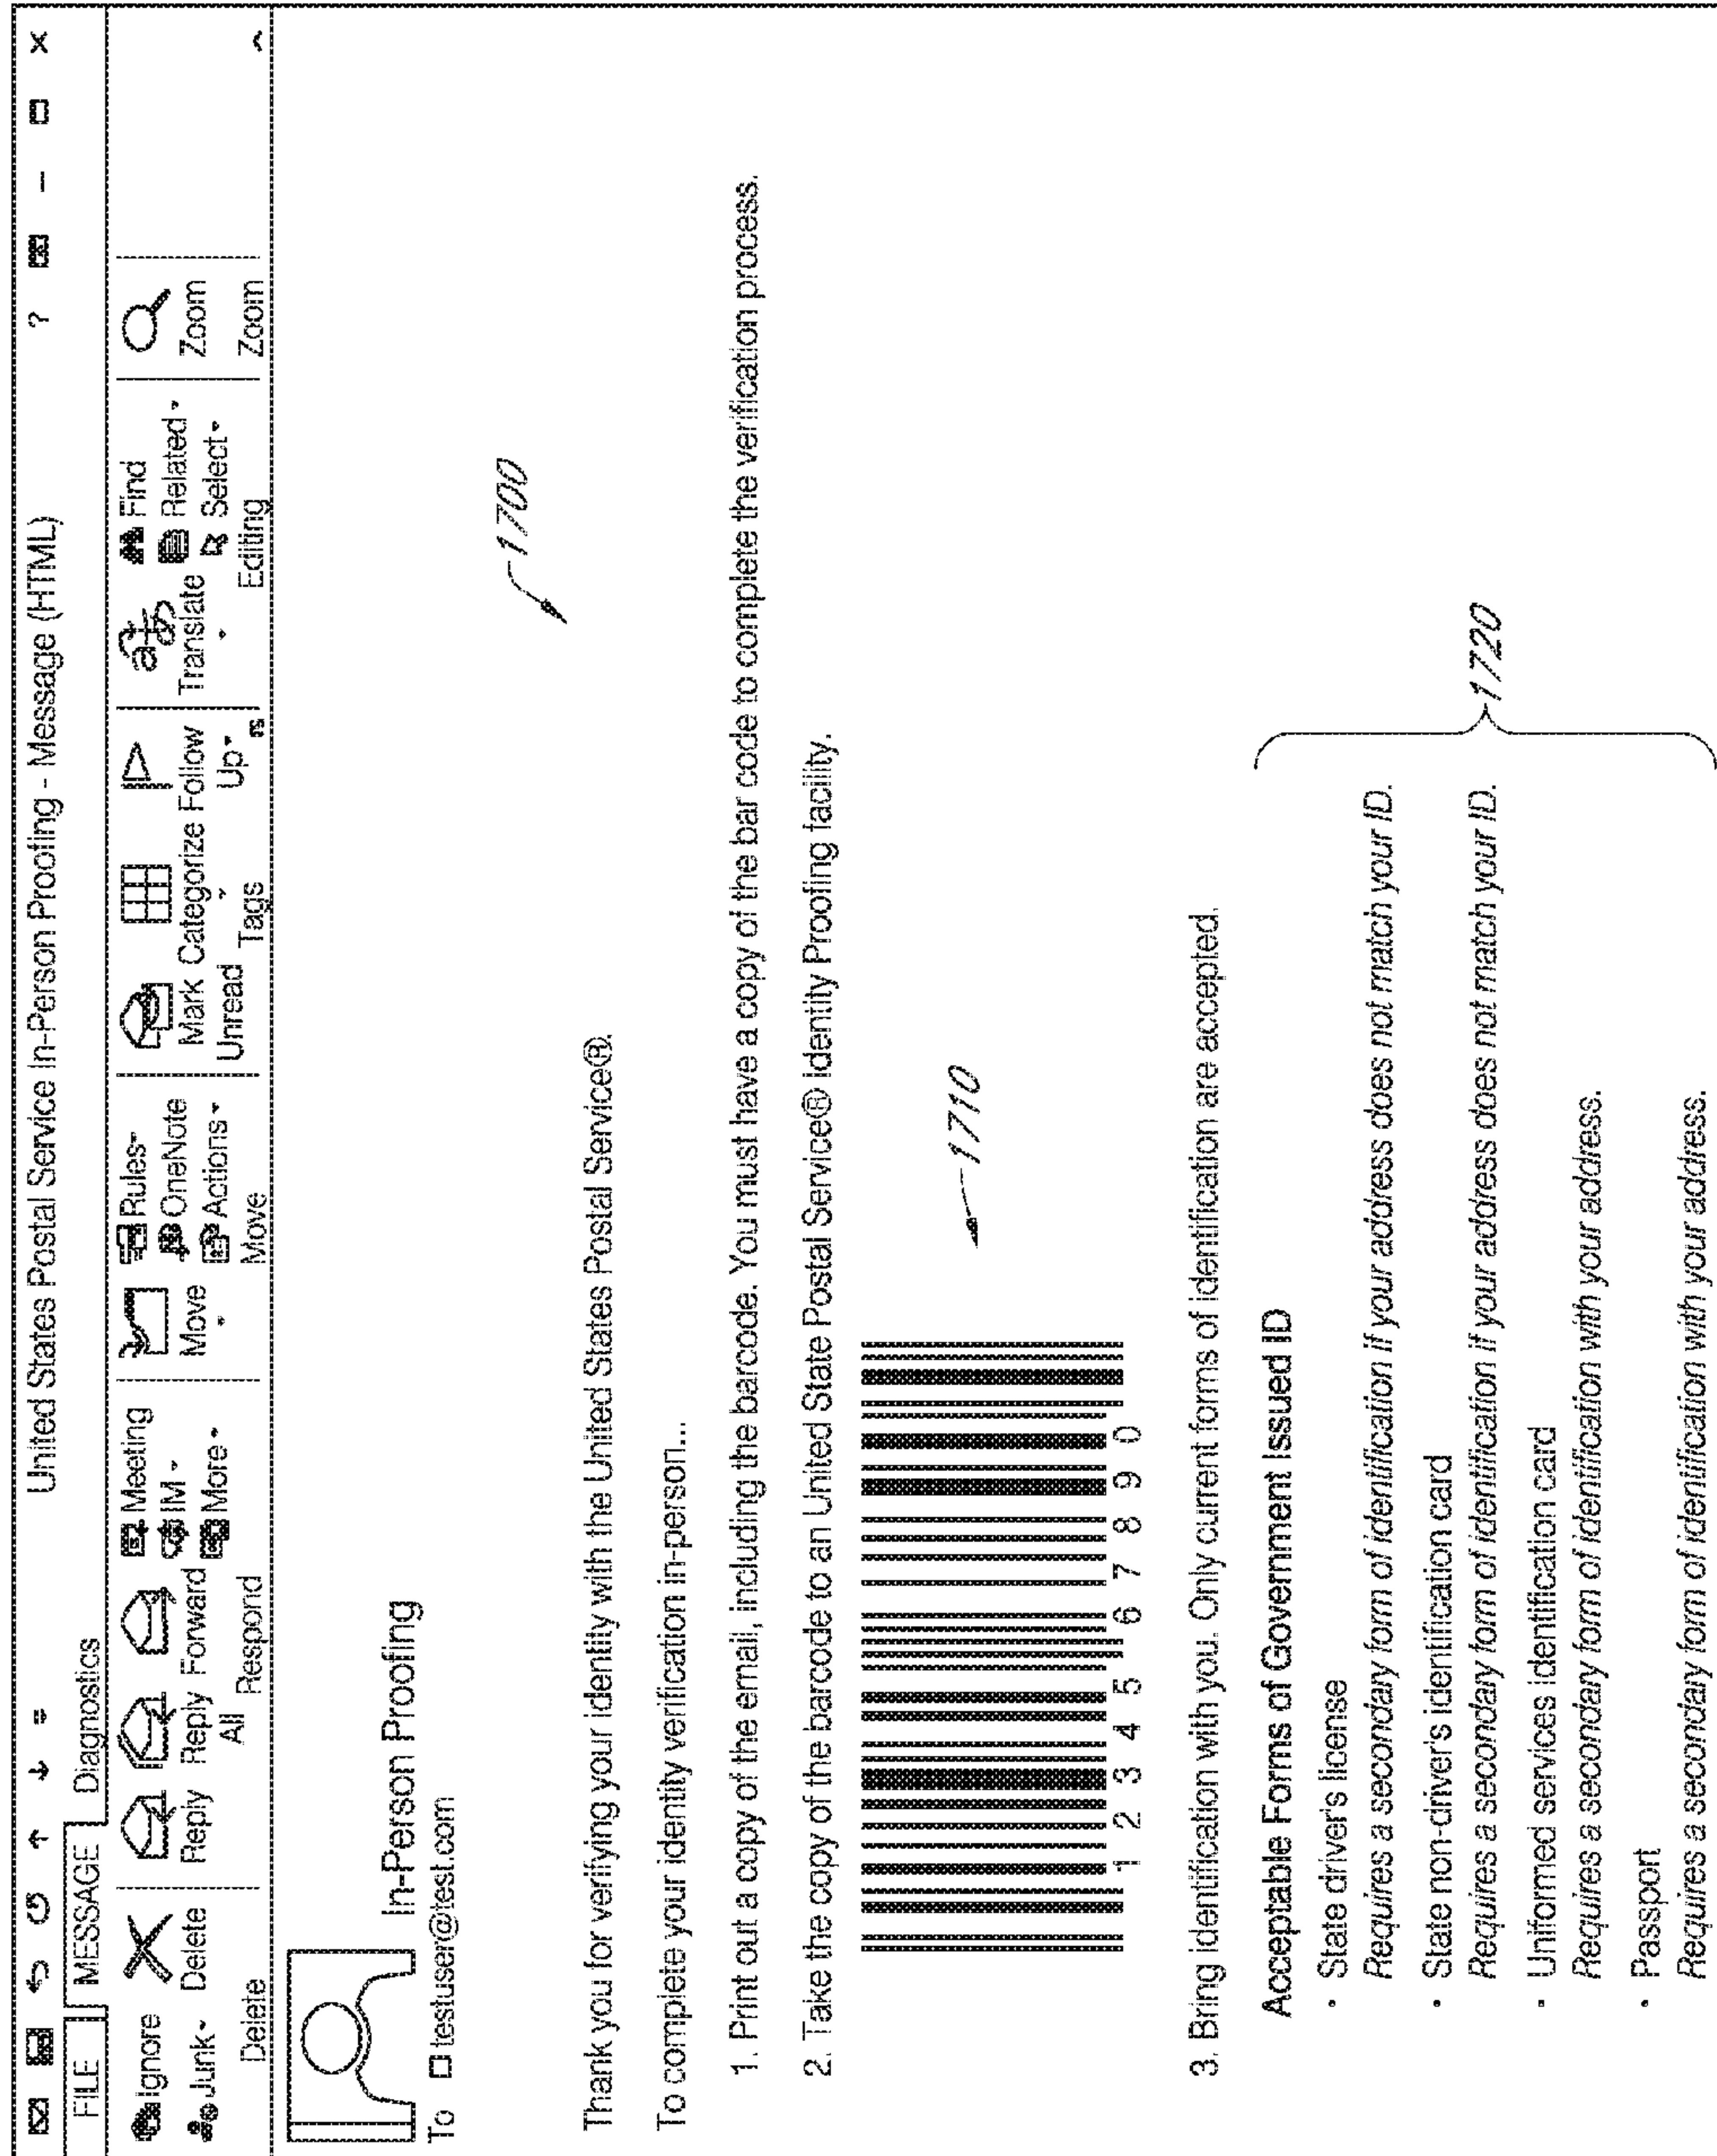 United States Postal Service In-Person Proofing - Message (HTML)
? - x
FILE MESSAGE Diagnostics
Ignore
Junk
Delete
Delete
Reply
Reply All
Forward
Respond
Meeting
IM
More
Move
Rules
OneNote
Actions
Move
Mark Unread
Categorize
Follow Up
Tags
Translate
Find
Related
Select
Editing
Zoom
Zoom
In-Person Proofing
To testuser@test.com
1700
Thank you for verifying your identity with the United States Postal Service®.
To complete your identity verification in-person...
1. Print out a copy of the email, including the barcode. You must have a copy of the bar code to complete the verification process.
2. Take the copy of the barcode to an United State Postal Service® identity Proofing facility.
1 2 3 4 5 6 7 8 9 0
1710
3. Bring identification with you. Only current forms of identification are accepted.
Acceptable Forms of Government Issued ID
• State driver's license
Requires a secondary form of identification if your address does not match your ID.
• State non-driver's identification card
Requires a secondary form of identification if your address does not match your ID.
• Uniformed services identification card
Requires a secondary form of identification with your address.
• Passport
Requires a secondary form of identification with your address.
1720